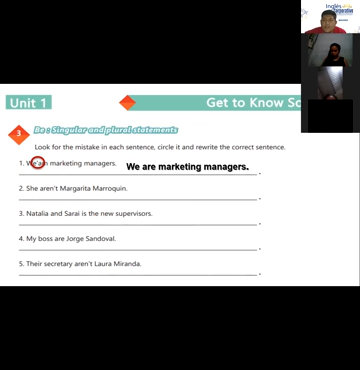 Inglés
Corporativo
Unit 1
Get to Know So
3
Be : Singular and plural statements
Look for the mistake in each sentence, circle it and rewrite the correct sentence.
1. We'am marketing managers.
We are marketing managers.
2. She aren't Margarita Marroquin.
3. Natalia and Sarai is the new supervisors.
4. My boss are Jorge Sandoval.
5. Their secretary aren't Laura Miranda.